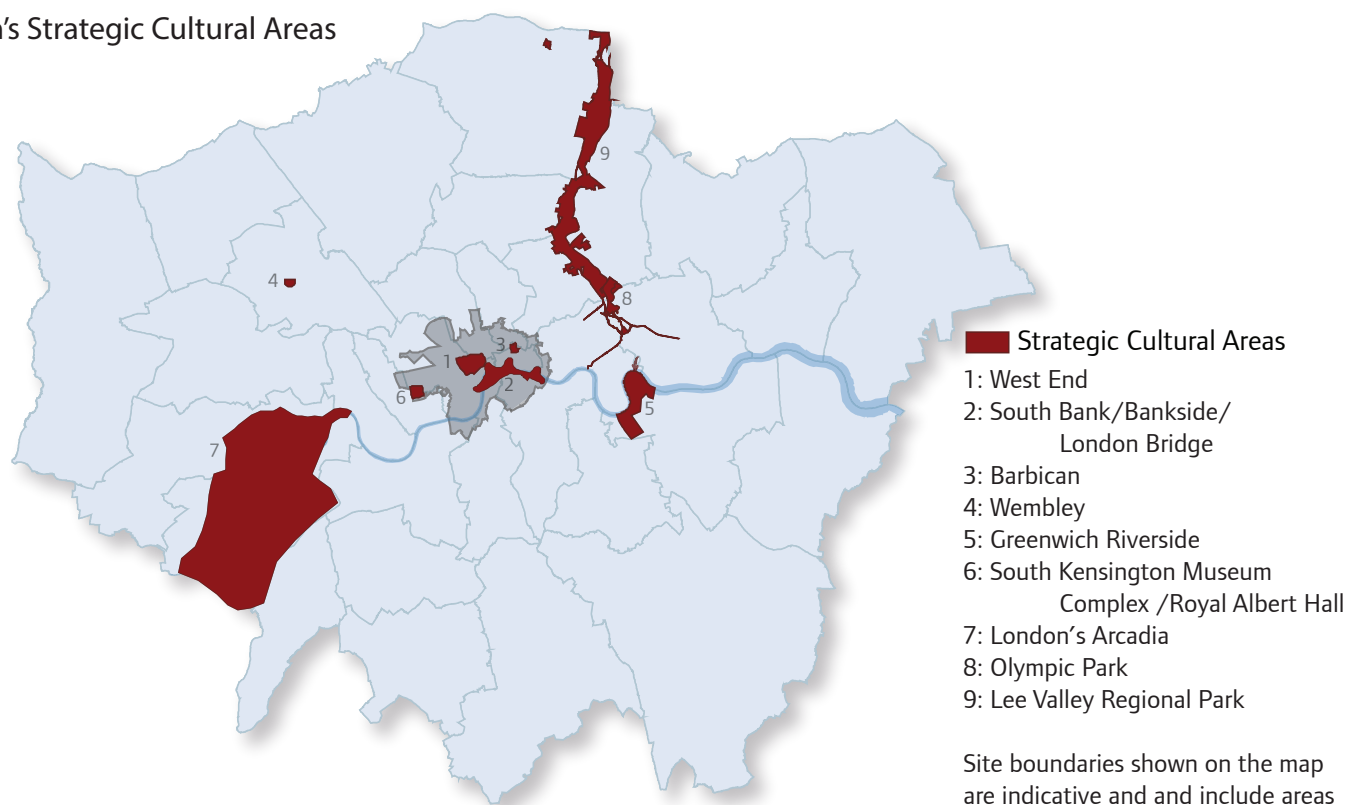 's Strategic Cultural Areas
9
4
8
3
1
2
6
5
7
Strategic Cultural Areas
1: West End
2: South Bank/Bankside/
London Bridge
3: Barbican
4: Wembley
5: Greenwich Riverside
6: South Kensington Museum
Complex /Royal Albert Hall
7: London's Arcadia
8: Olympic Park
9: Lee Valley Regional Park
Site boundaries shown on the map
are indicative and and include areas